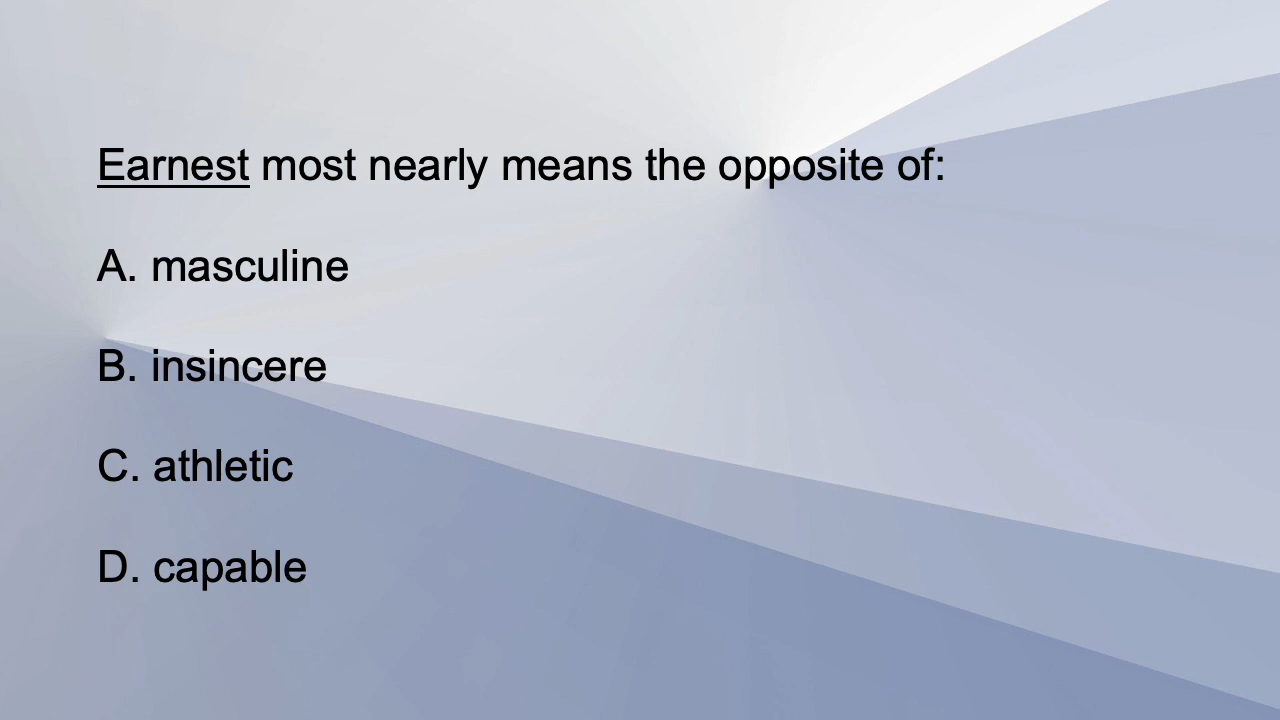 Earnest most nearly means the opposite of:
A. masculine
B. insincere
C. athletic
D. capable